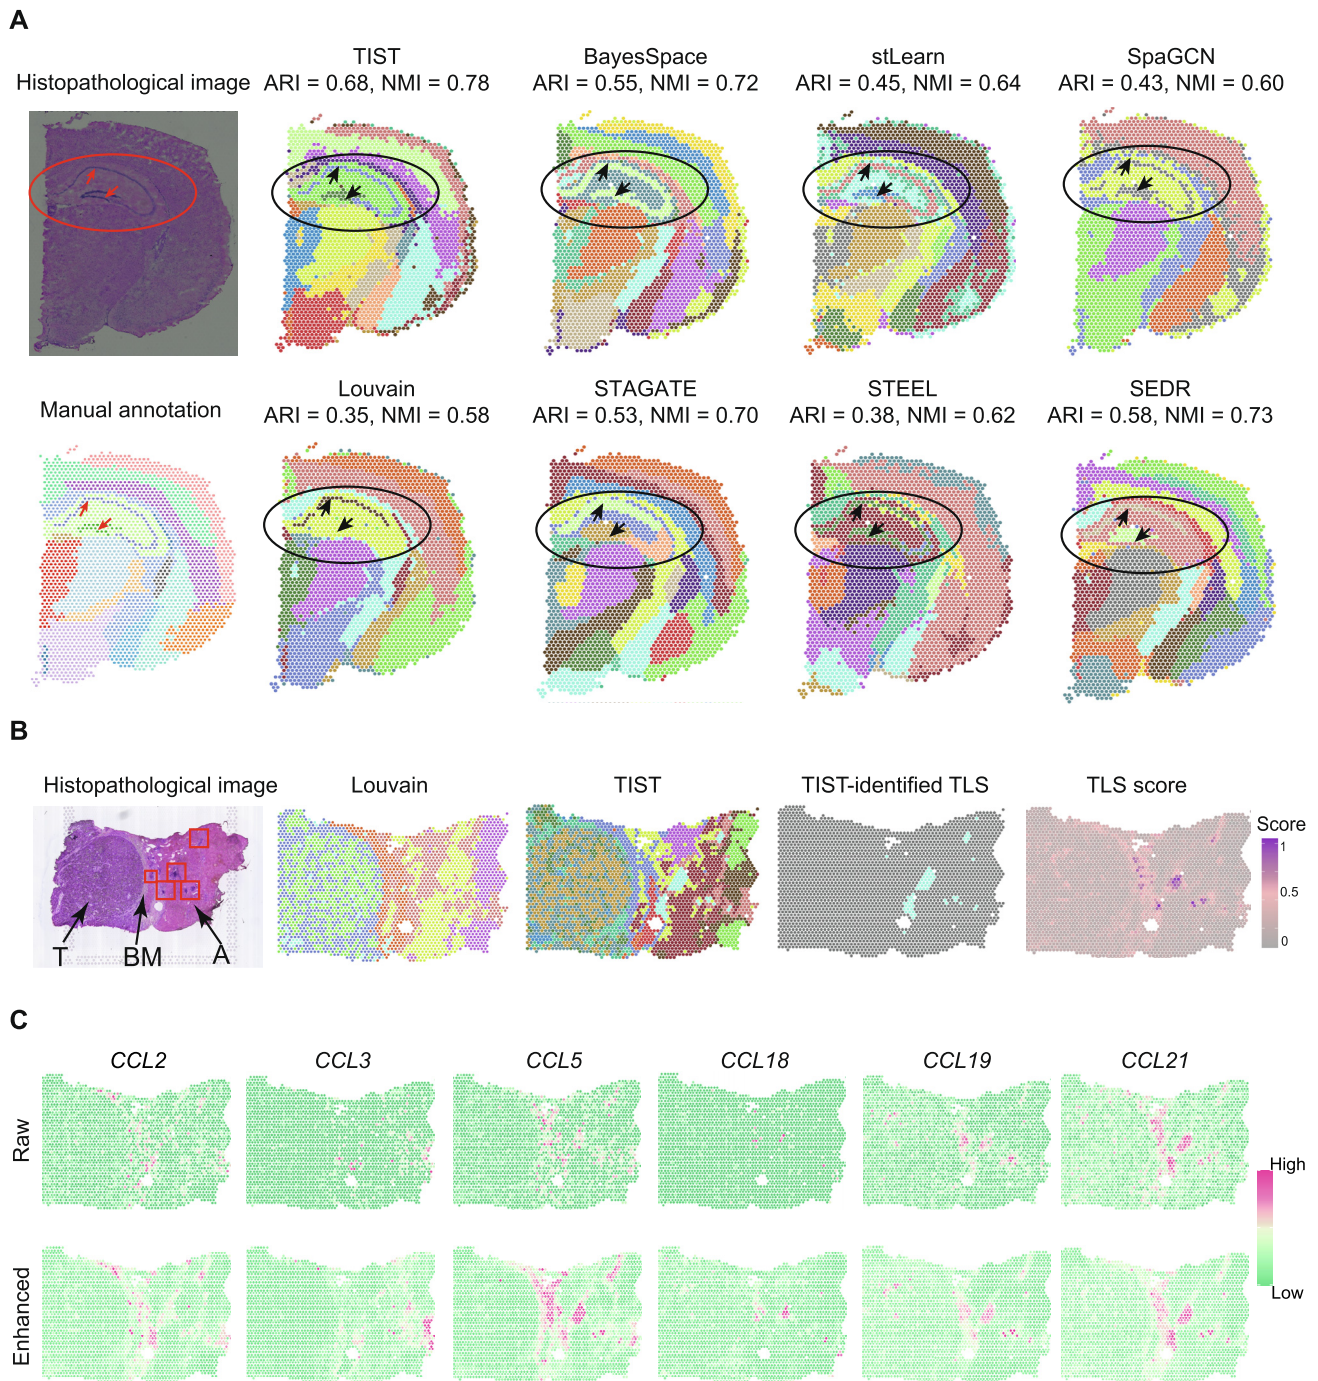 A
Histopathological image
TIST
ARI = 0.68, NMI = 0.78
BayesSpace
ARI = 0.55, NMI = 0.72
stLearn
ARI = 0.45, NMI = 0.64
SpaGCN
ARI = 0.43, NMI = 0.60
Manual annotation
Louvain
ARI = 0.35, NMI = 0.58
STAGATE
ARI = 0.53, NMI = 0.70
STEEL
ARI = 0.38, NMI = 0.62
SEDR
ARI = 0.58, NMI = 0.73
B
Histopathological image
Louvain
TIST
TIST-identified TLS
TLS score
T
BM
A
Score
1
0.5
0
C
CCL2
CCL3
CCL5
CCL18
CCL19
CCL21
Raw
Enhanced
High
Low